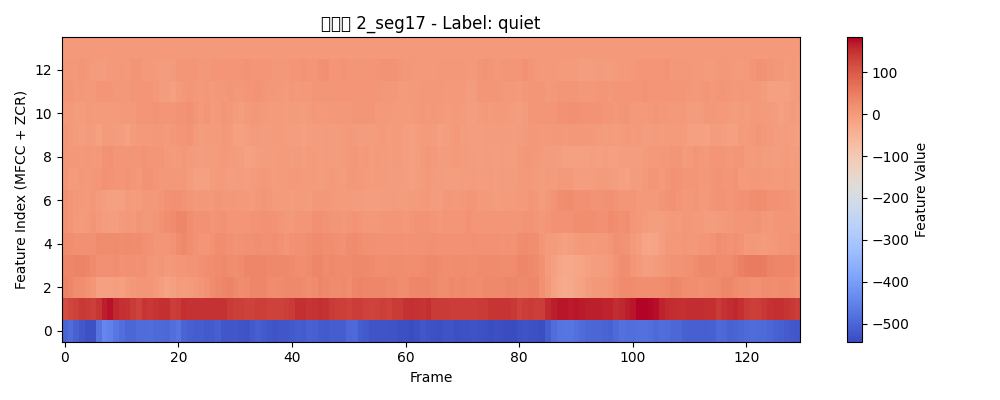 2_seg17 - Label: quiet
Feature Index (MFCC + ZCR)
12
10
8
6
4
2
0
0 20 40 60 80 100 120
Frame
100
0
−100
−200
−300
−400
−500
Feature Value